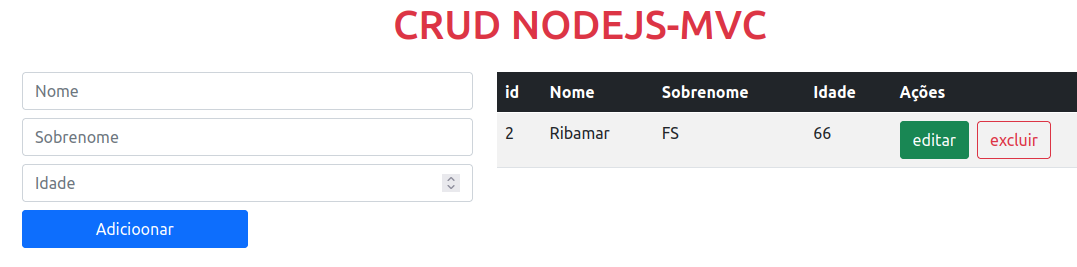 CRUD NODEJS-MVC
Nome
Sobrenome
Idade
Adicioonar
id Nome Sobrenome Idade Ações
2 Ribamar FS 66 editar excluir